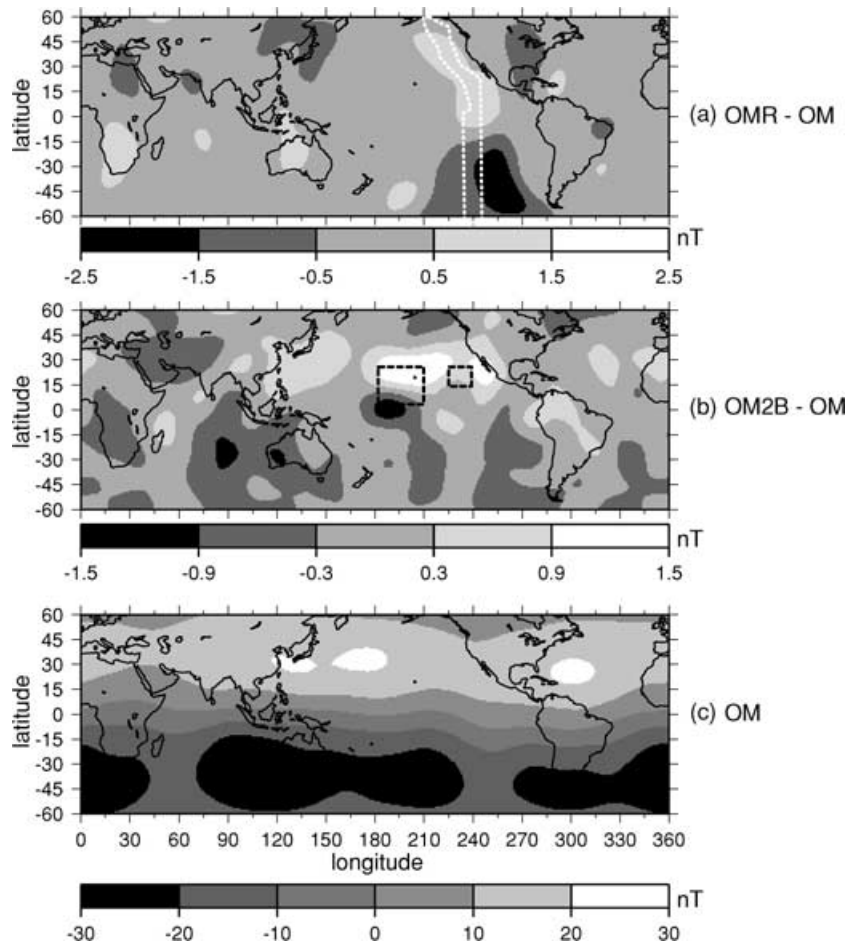 60
45
30
15
0
-15
-30
-45
-60
latitude
(a) OMR - OM
-2.5 -1.5 -0.5 0.5 1.5 2.5
nT
60
45
30
15
0
-15
-30
-45
-60
latitude
(b) OM2B - OM
-1.5 -0.9 -0.3 0.3 0.9 1.5
nT
60
45
30
15
0
-15
-30
-45
-60
latitude
(c) OM
0 30 60 90 120 150 180 210 240 270 300 330 360
longitude
nT
-30 -20 -10 0 10 20 30